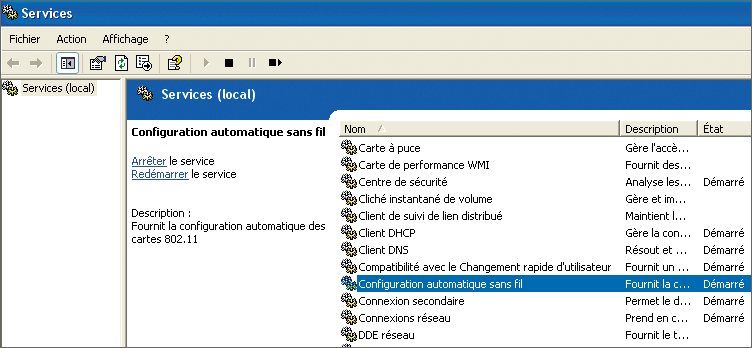 Services
Fichier Action Affichage ?
Services (local)
Services (local)
Configuration automatique sans fil
Arrêter le service
Redémarrer le service
Description :
Fournit la configuration automatique des
cartes 802.11
Nom Description État
Carte à puce Gère l'accè...
Carte de performance WMI Fournit des...
Centre de sécurité Analyse les... Démarré
Cliché instantané de volume Gère et im...
Client de suivi de lien distribué Maintient l...
Client DHCP Gère la con... Démarré
Client DNS Résout et ... Démarré
Compatibilité avec le Changement rapide d'utilisateur Fournit un ... Démarré
Configuration automatique sans fil Fournit la c... Démarré
Connexion secondaire Permet le d... Démarré
Connexions réseau Prend en c... Démarré
DDE réseau Fournit le t...